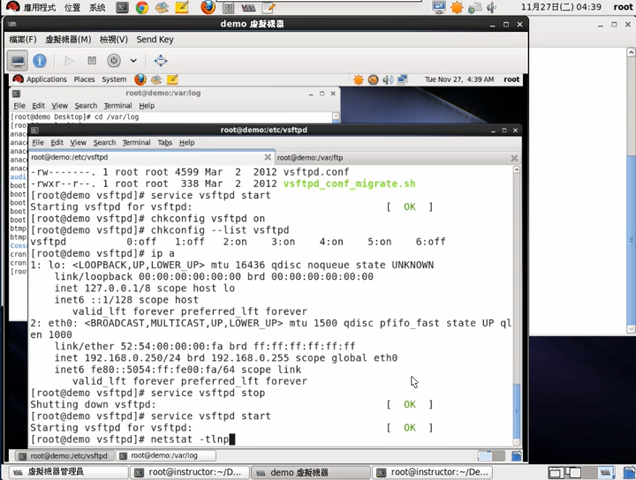 應用程式 位置 系統 11月27日(二) 04:39 root
demo 虛擬機器
檔案(F) 虛擬機器(M) 檢視(V) Send Key
Applications Places System Tue Nov 27, 4:39 AM root
root@demo:/var/log
File Edit View Search Terminal Help
[root@demo Desktop]# cd /var/log
root@demo:/etc/vsftpd
File Edit View Search Terminal Tabs Help
root@demo:/etc/vsftpd root@demo:/var/ftp
-rw-------. 1 root root 4599 Mar 2 2012 vsftpd.conf
-rwxr--r--. 1 root root 338 Mar 2 2012 vsftpd_conf_migrate.sh
[root@demo vsftpd]# service vsftpd start
Starting vsftpd for vsftpd: [ OK ]
[root@demo vsftpd]# chkconfig vsftpd on
[root@demo vsftpd]# chkconfig --list vsftpd
vsftpd 0:off 1:off 2:on 3:on 4:on 5:on 6:off
[root@demo vsftpd]# ip a
1: lo: <LOOPBACK,UP,LOWER_UP> mtu 16436 qdisc noqueue state UNKNOWN
link/loopback 00:00:00:00:00:00 brd 00:00:00:00:00:00
inet 127.0.0.1/8 scope host lo
inet6 ::1/128 scope host
valid_lft forever preferred_lft forever
2: eth0: <BROADCAST,MULTICAST,UP,LOWER_UP> mtu 1500 qdisc pfifo_fast state UP ql
en 1000
link/ether 52:54:00:00:00:fa brd ff:ff:ff:ff:ff:ff
inet 192.168.0.250/24 brd 192.168.0.255 scope global eth0
inet6 fe80::5054:ff:fe00:fa/64 scope link
valid_lft forever preferred_lft forever
[root@demo vsftpd]# service vsftpd stop
Shutting down vsftpd: [ OK ]
[root@demo vsftpd]# service vsftpd start
Starting vsftpd for vsftpd: [ OK ]
[root@demo vsftpd]# netstat -tlnp
root@demo:/etc/vsftpd root@demo:/var/log
虛擬機器管理員 root@instructor:~/D... demo 虛擬機器 root@instructor:~/D...